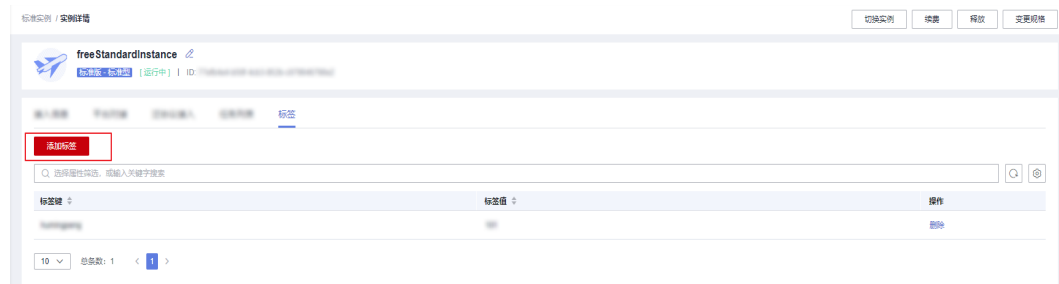 标准实例 / 实例详情
切换实例 续费 释放 变更规格
freeStandardInstance
标准版 - 标准型 [运行中] | ID:
标签
添加标签
选择属性筛选，或输入关键字搜索
标签键 标签值 操作
删除
10 总条数：1 < 1 >